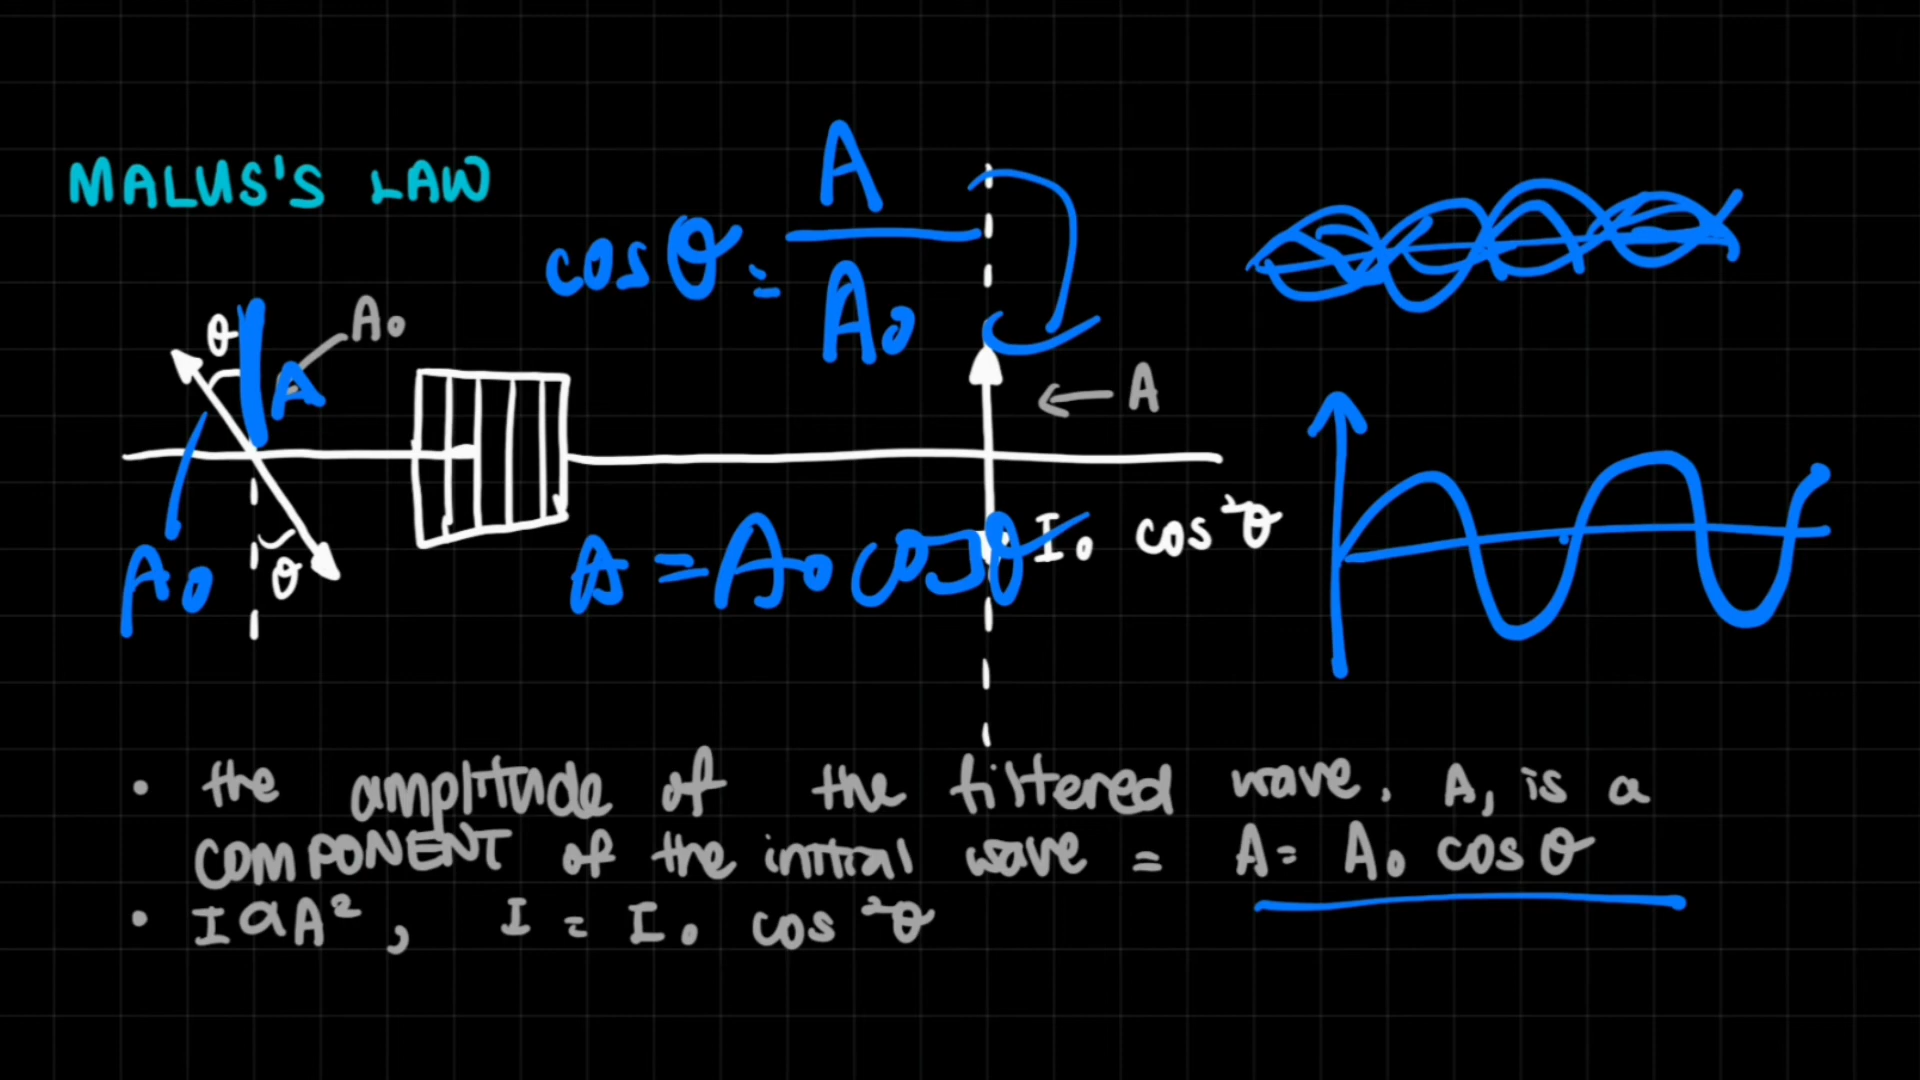 MALUS'S LAW
cos θ = A / A₀
θ
A₀
A
A
A₀
θ
A = A₀ cos θ
I₀ cos²θ
• the amplitude of the filtered wave, A, is a
COMPONENT of the initial wave = A = A₀ cos θ
• I α A², I = I₀ cos²θ